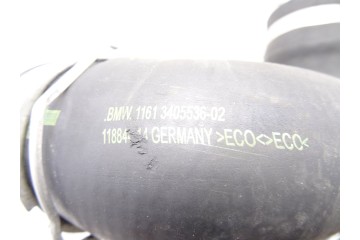 .BMW. 1161 3405536-02
GERMANY >ECO<>ECO<